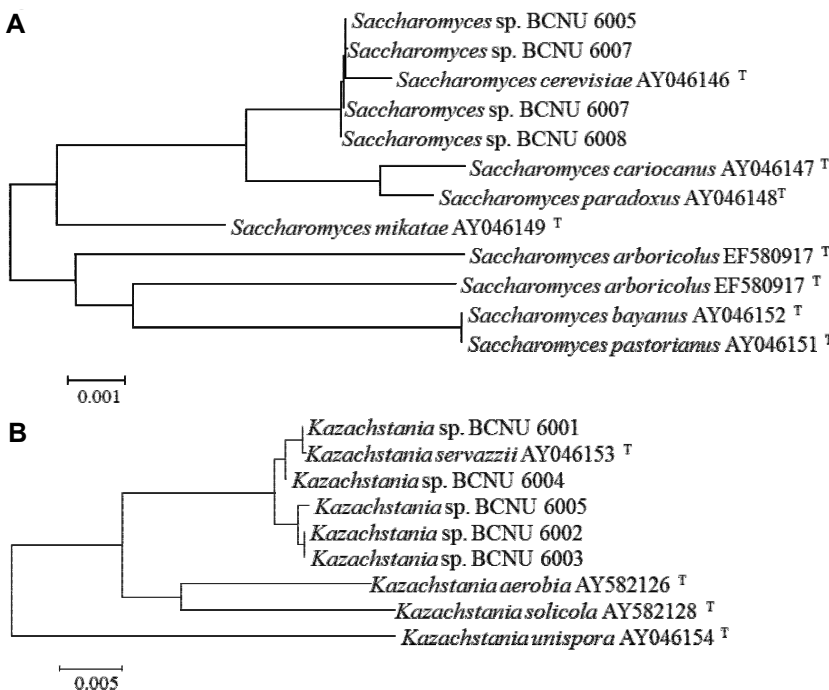 A
Saccharomyces sp. BCNU 6005
Saccharomyces sp. BCNU 6007
Saccharomyces cerevisiae AY046146 T
Saccharomyces sp. BCNU 6007
Saccharomyces sp. BCNU 6008
Saccharomyces cariocanus AY046147 T
Saccharomyces paradoxus AY046148T
Saccharomyces mikatae AY046149 T
Saccharomyces arboricolus EF580917 T
Saccharomyces arboricolus EF580917 T
Saccharomyces bayanus AY046152 T
Saccharomyces pastorianus AY046151 T
0.001
B
Kazachstania sp. BCNU 6001
Kazachstania servazzii AY046153 T
Kazachstania sp. BCNU 6004
Kazachstania sp. BCNU 6005
Kazachstania sp. BCNU 6002
Kazachstania sp. BCNU 6003
Kazachstania aerobia AY582126 T
Kazachstania solicola AY582128 T
Kazachstania unispora AY046154 T
0.005